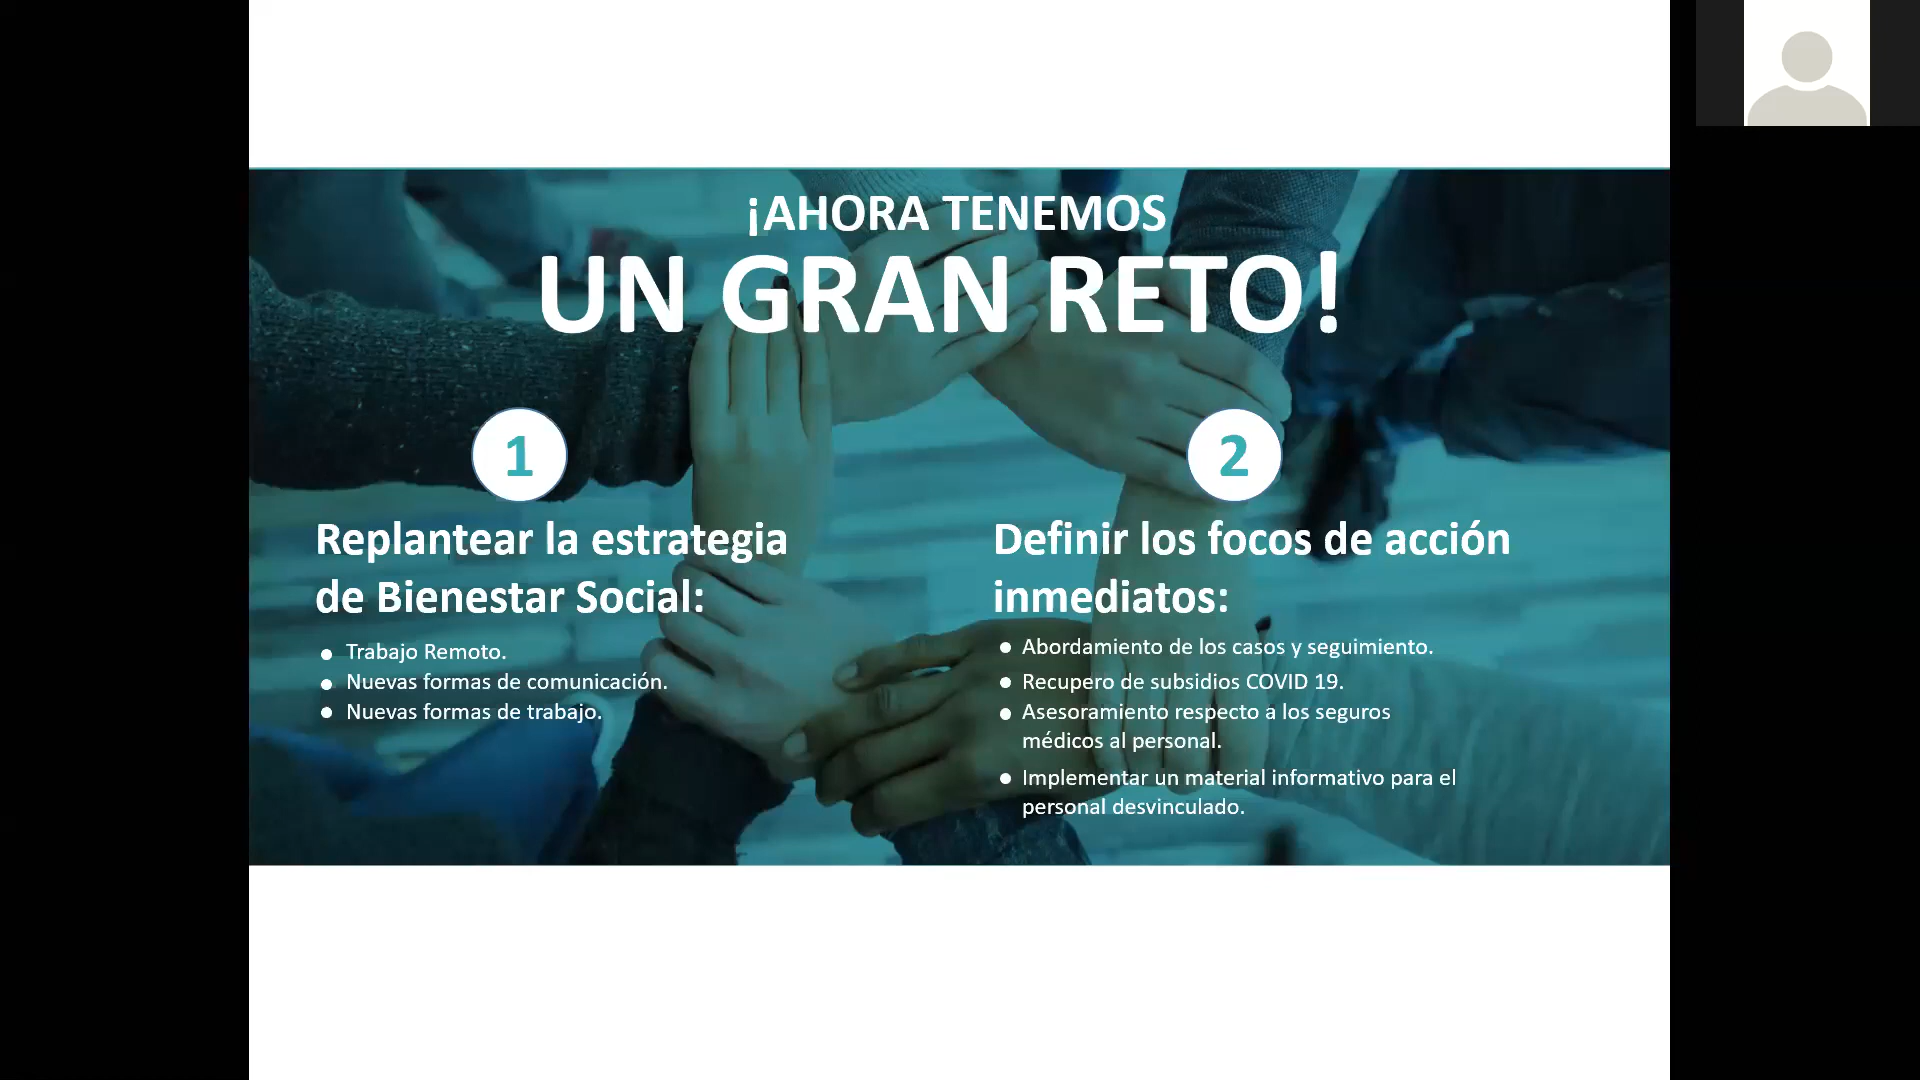 ¡AHORA TENEMOS
UN GRAN RETO!
1
Replantear la estrategia
de Bienestar Social:
Trabajo Remoto.
Nuevas formas de comunicación.
Nuevas formas de trabajo.
2
Definir los focos de acción
inmediatos:
Abordamiento de los casos y seguimiento.
Recupero de subsidios COVID 19.
Asesoramiento respecto a los seguros
médicos al personal.
Implementar un material informativo para el
personal desvinculado.